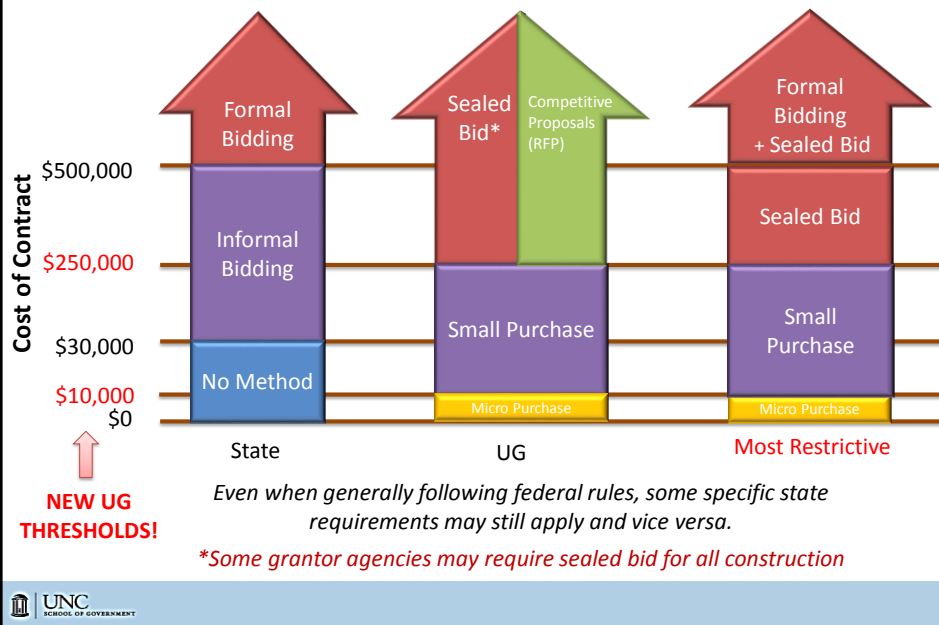 Cost of Contract
$500,000
$250,000
$30,000
$10,000
$0
NEW UG
THRESHOLDS!
Formal
Bidding
Informal
Bidding
No Method
State
Sealed
Bid*
Competitive
Proposals
(RFP)
Small Purchase
Micro Purchase
UG
Formal
Bidding
+ Sealed Bid
Sealed Bid
Small
Purchase
Micro Purchase
Most Restrictive
Even when generally following federal rules, some specific state
requirements may still apply and vice versa.
*Some grantor agencies may require sealed bid for all construction
UNC
SCHOOL OF GOVERNMENT